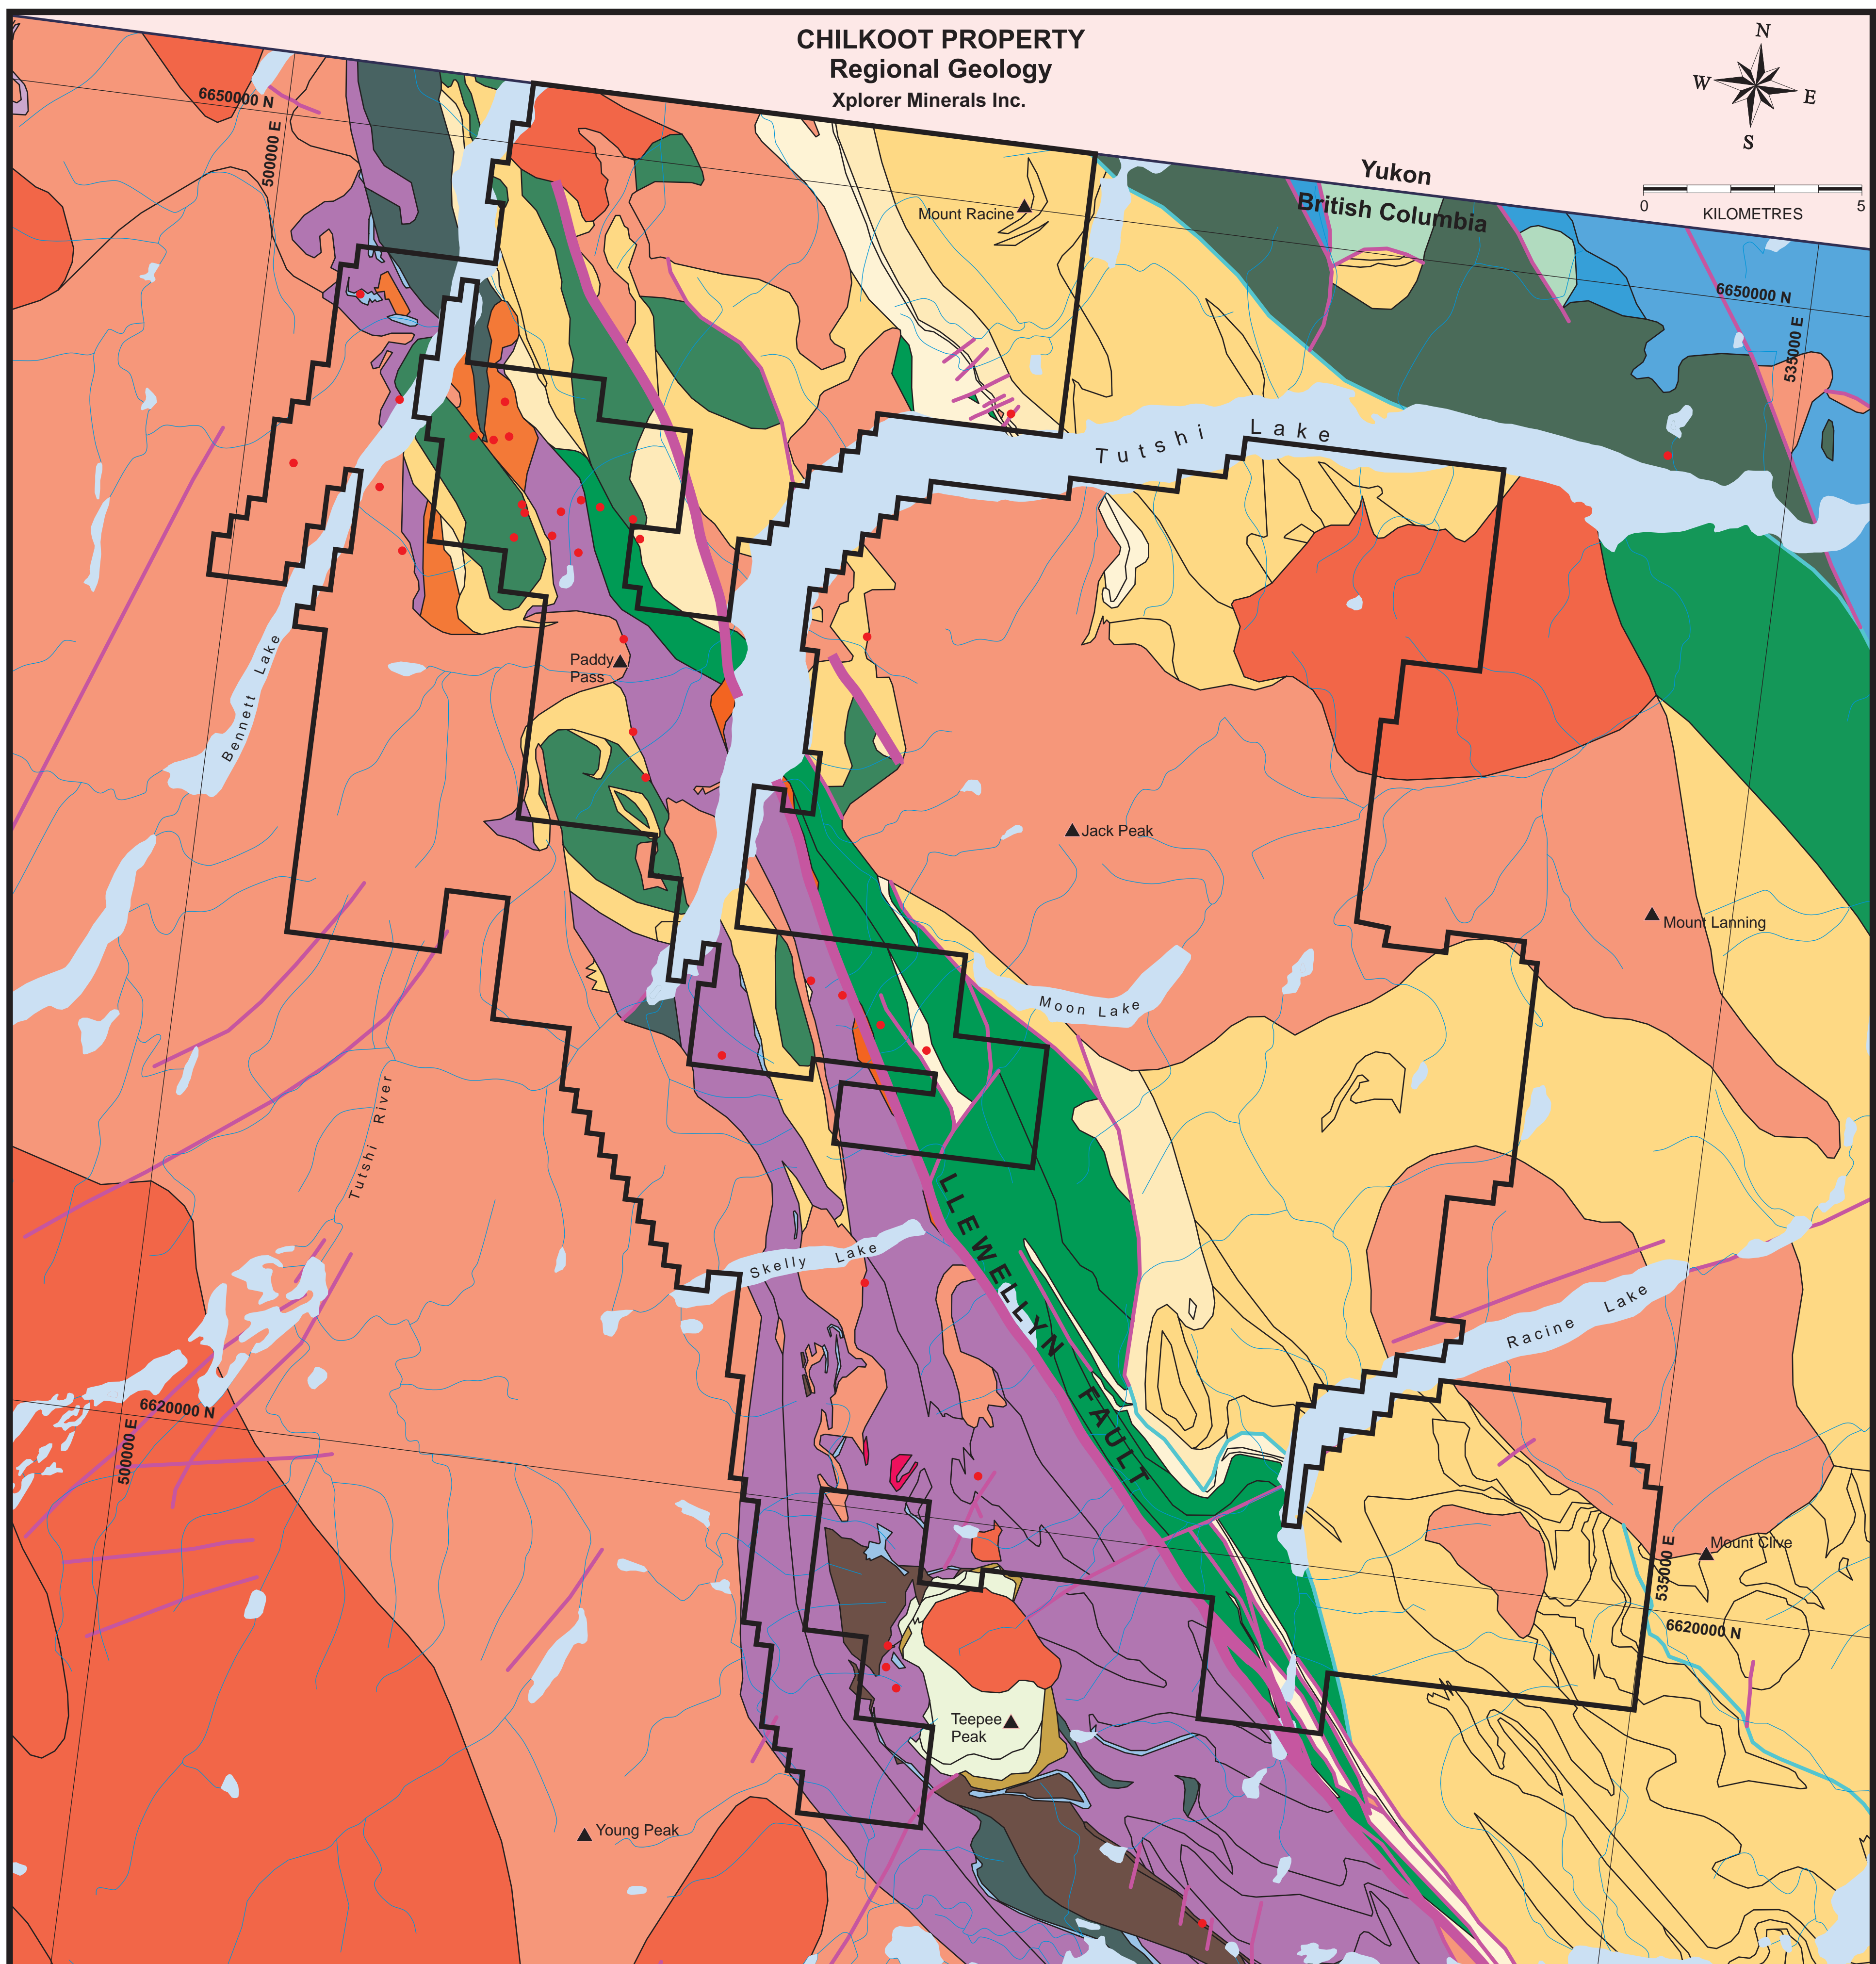 CHILKOOT PROPERTY
Regional Geology
Xplorer Minerals Inc.
N
W
E
S
6650000 N
500000 E
Yukon
British Columbia
0
KILOMETRES
5
Mount Racine
6650000 N
535000 E
Tutshi Lake
Bennett Lake
Paddy
Pass
Jack Peak
Mount Lanning
Moon Lake
Tutshi River
LLEWELLYN FAULT
Skelly Lake
Racine Lake
6620000 N
500000 E
Mount Clive
535000 E
6620000 N
Teepee
Peak
Young Peak